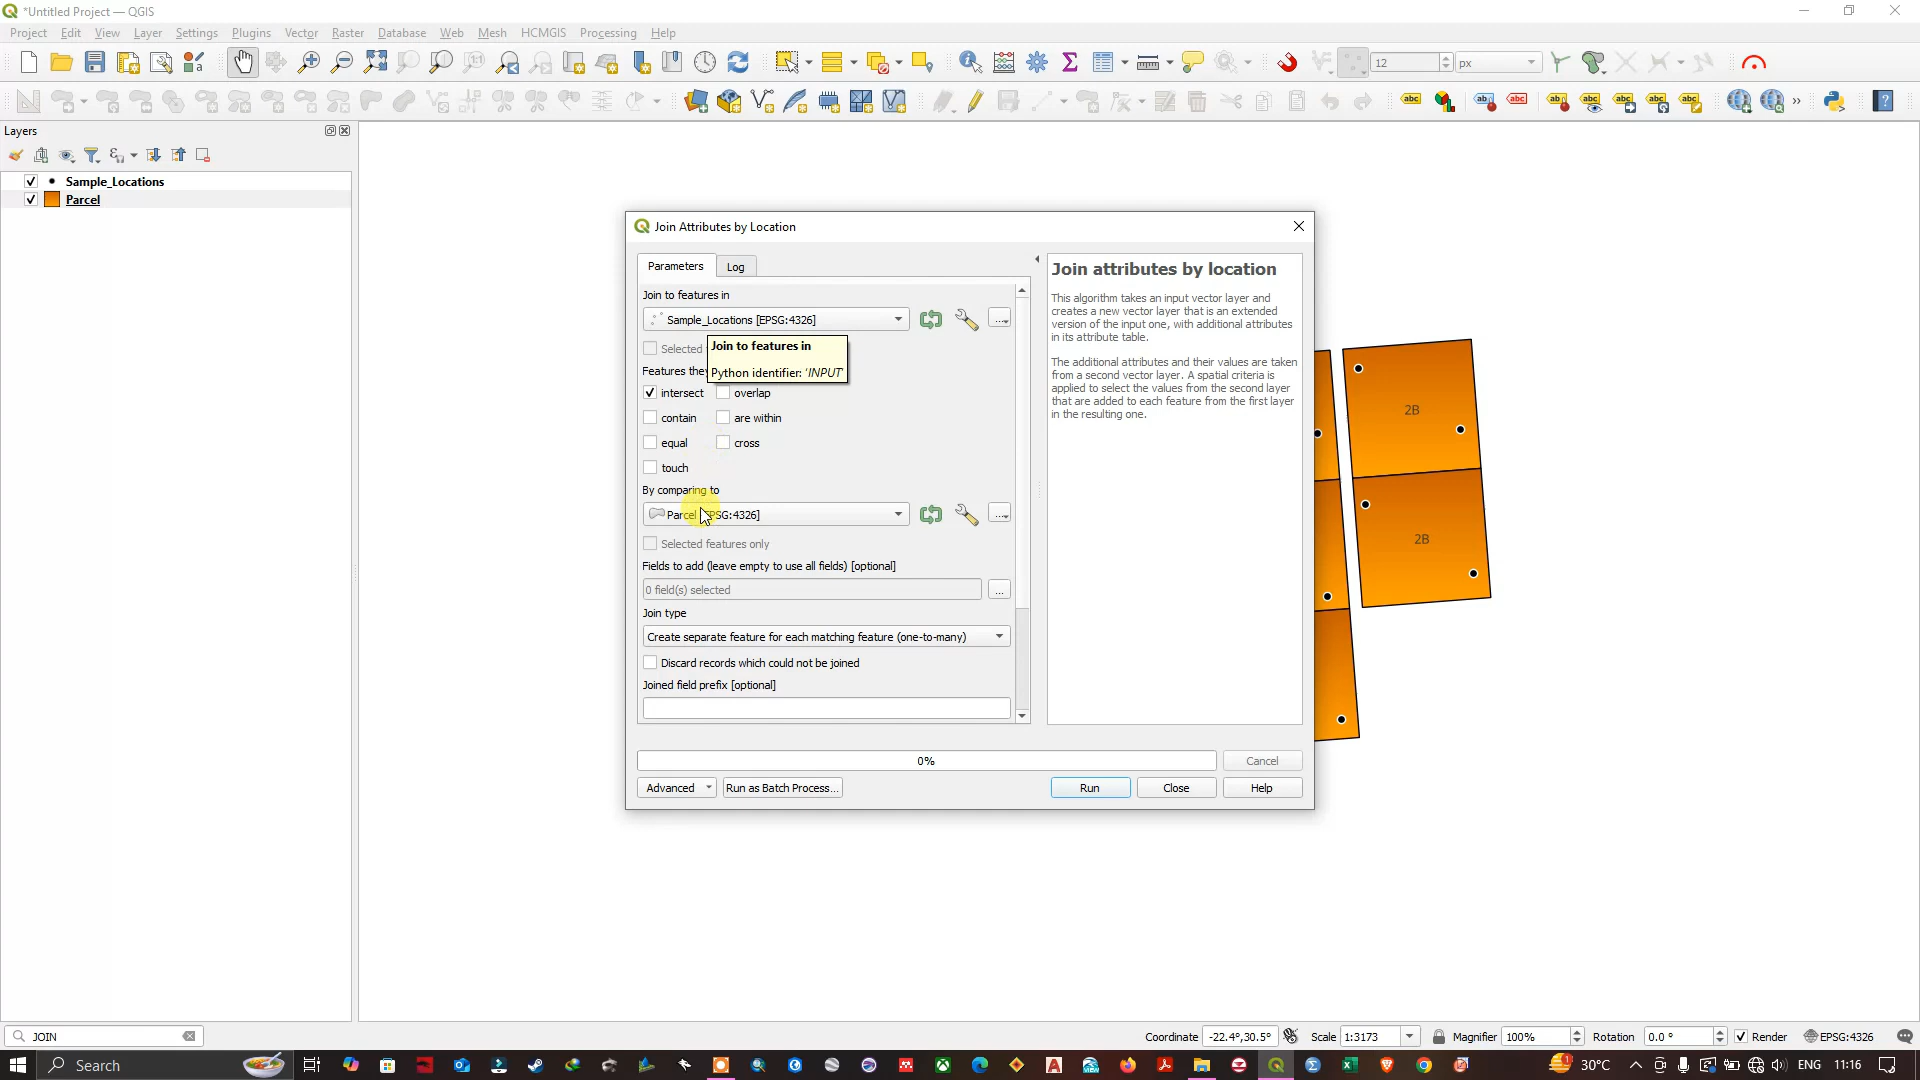 *Untitled Project — QGIS
Project Edit View Layer Settings Plugins Vector Raster Database Web Mesh HCMGIS Processing Help
12 px
Layers
Sample_Locations
Parcel
Join Attributes by Location
Parameters Log
Join to features in
Sample_Locations [EPSG:4326]
Selected
Join to features in
Python identifier: 'INPUT'
Features they
intersect overlap
contain are within
equal cross
touch
By comparing to
Parcel [EPSG:4326]
Selected features only
Fields to add (leave empty to use all fields) [optional]
0 field(s) selected
Join type
Create separate feature for each matching feature (one-to-many)
Discard records which could not be joined
Joined field prefix [optional]
Join attributes by location
This algorithm takes an input vector layer and
creates a new vector layer that is an extended
version of the input one, with additional attributes
in its attribute table.
The additional attributes and their values are taken
from a second vector layer. A spatial criteria is
applied to select the values from the second layer
that are added to each feature from the first layer
in the resulting one.
0% Cancel
Advanced Run as Batch Process... Run Close Help
2B
2B
JOIN
Coordinate -22.4°,30.5° Scale 1:3173 Magnifier 100% Rotation 0.0 ° Render EPSG:4326
Search 30°C ENG 11:16